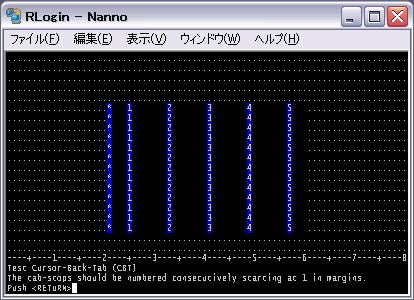 RLogin - Nanno
ファイル(F) 編集(E) 表示(V) ウィンドウ(W) ヘルプ(H)
* 1 2 3 4 5
* 1 2 3 4 5
* 1 2 3 4 5
* 1 2 3 4 5
* 1 2 3 4 5
* 1 2 3 4 5
* 1 2 3 4 5
* 1 2 3 4 5
* 1 2 3 4 5
* 1 2 3 4 5
* 1 2 3 4 5
* 1 2 3 4 5
* 1 2 3 4 5
* 1 2 3 4 5
----+----1----+----2----+----3----+----4----+----5----+----6----+----7----+----8
Test Cursor-Back-Tab (CBT)
The tab-stops should be numbered consecutively starting at 1 in margins.
Push <RETURN>